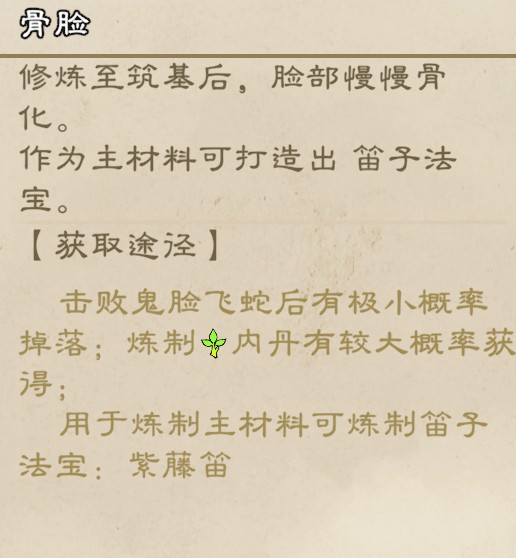 骨脸
修炼至筑基后，脸部慢慢骨
化。
作为主材料可打造出 笛子法
宝。
【获取途径】
击败鬼脸飞蛇后有极小概率
掉落；炼制内丹有较大概率获
得；
用于炼制主材料可炼制笛子
法宝：紫藤笛